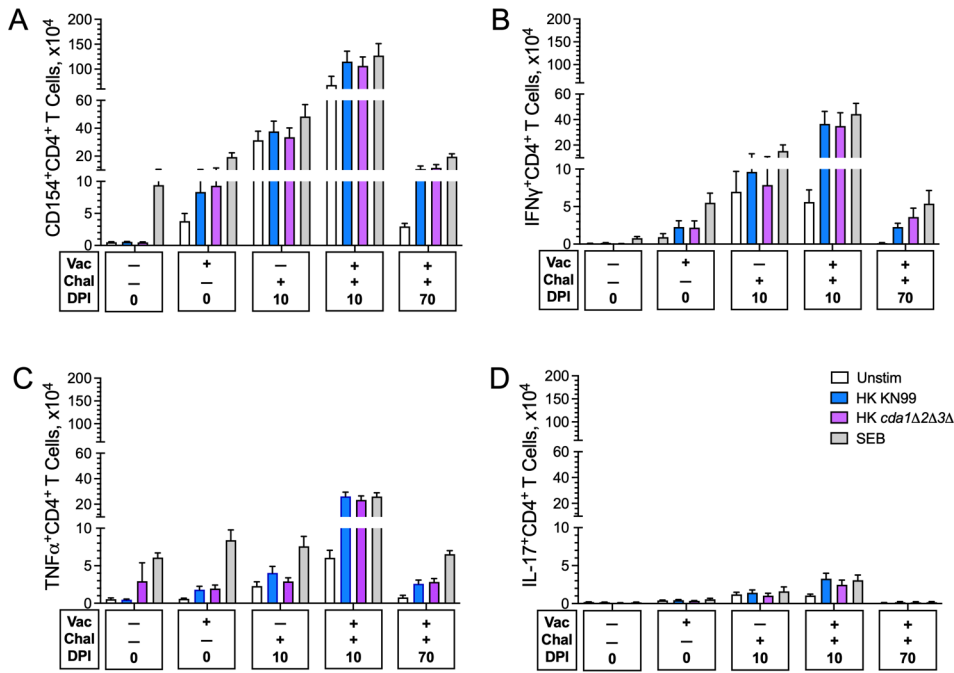 A
CD154⁺CD4⁺ T Cells, x10⁴
200
150
100
60
40
20
10
5
0
Vac — + — + +
Chal — — + + +
DPI 0 0 10 10 70
B
IFNγ⁺CD4⁺ T Cells, x10⁴
200
150
100
60
40
20
10
5
0
Vac — + — + +
Chal — — + + +
DPI 0 0 10 10 70
C
TNFα⁺CD4⁺ T Cells, x10⁴
200
150
100
60
40
20
10
5
0
Vac — + — + +
Chal — — + + +
DPI 0 0 10 10 70
D
IL-17⁺CD4⁺ T Cells, x10⁴
200
150
100
60
40
20
10
5
0
Unstim
HK KN99
HK cda1Δ2Δ3Δ
SEB
Vac — + — + +
Chal — — + + +
DPI 0 0 10 10 70